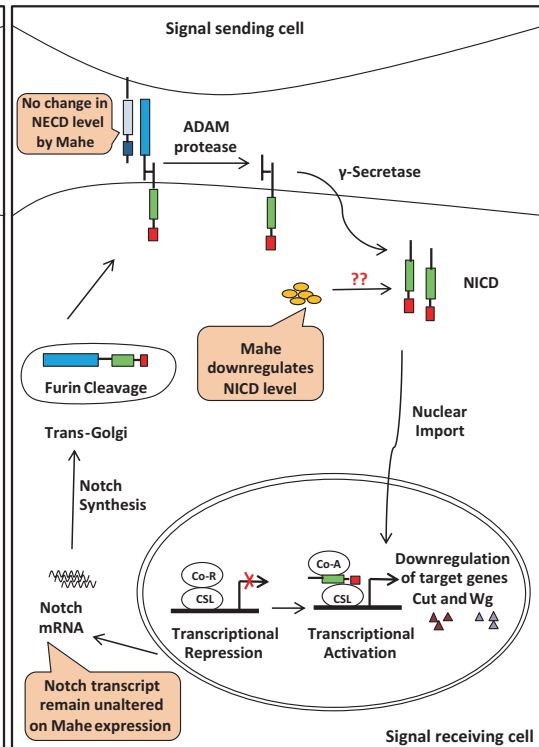 Signal sending cell
No change in
NECD level
by Mahe
ADAM
protease
γ-Secretase
??
NICD
Mahe
downregulates
NICD level
Furin Cleavage
Trans-Golgi
Nuclear
Import
Notch
Synthesis
Notch
mRNA
Co-R
CSL
Transcriptional
Repression
Co-A
CSL
Transcriptional
Activation
Downregulation
of target genes
Cut and Wg
Notch transcript
remain unaltered
on Mahe expression
Signal receiving cell